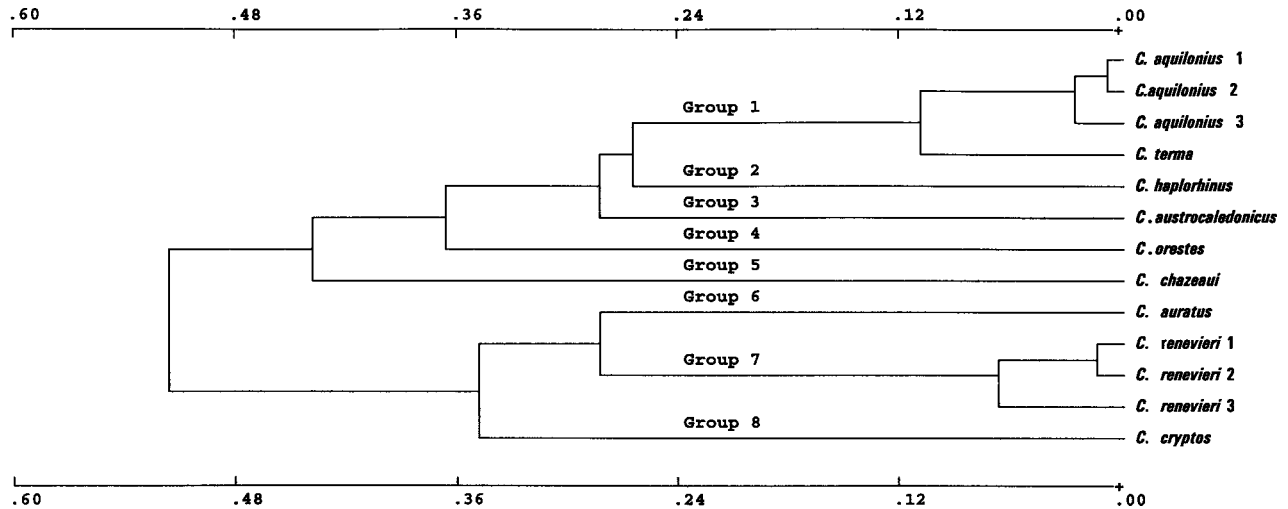 .60 .48 .36 .24 .12 .00
C. aquilonius 1
C.aquilonius 2
Group 1
C. aquilonius 3
C. terma
Group 2
C. haplorhinus
Group 3
C.austrocaledonicus
Group 4
C.orestes
Group 5
C. chazeaui
Group 6
C. auratus
C. renevieri 1
Group 7
C. renevieri 2
C. renevieri 3
Group 8
C. cryptos
.60 .48 .36 .24 .12 .00